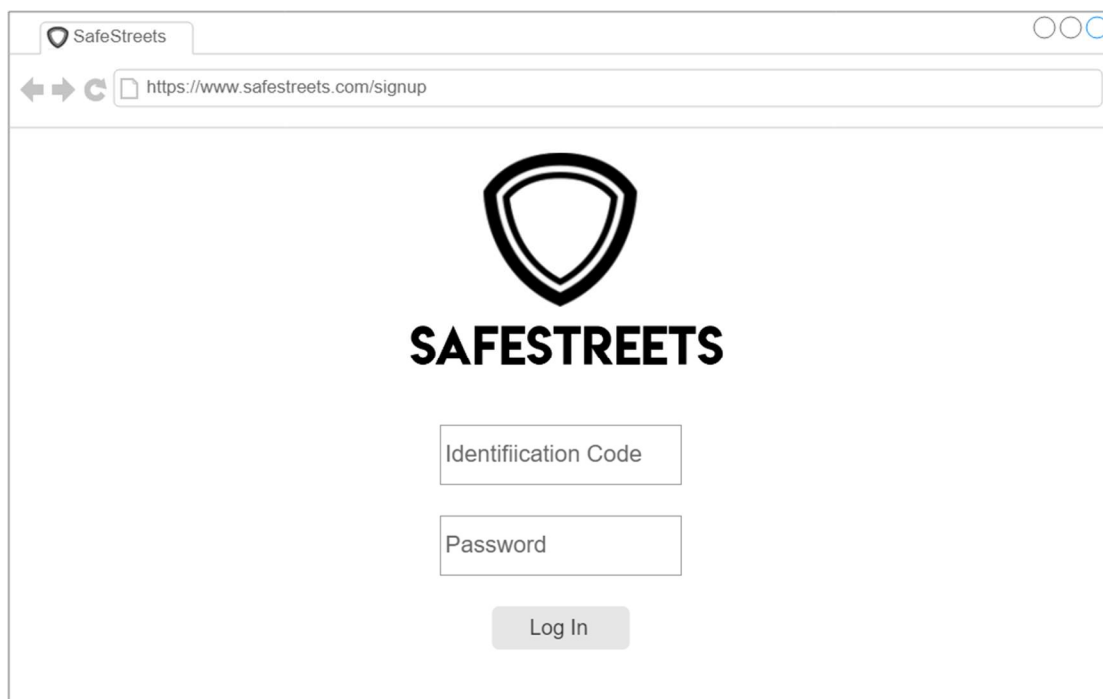 SafeStreets
https://www.safestreets.com/signup
SAFESTREETS
Identifiication Code
Password
Log In